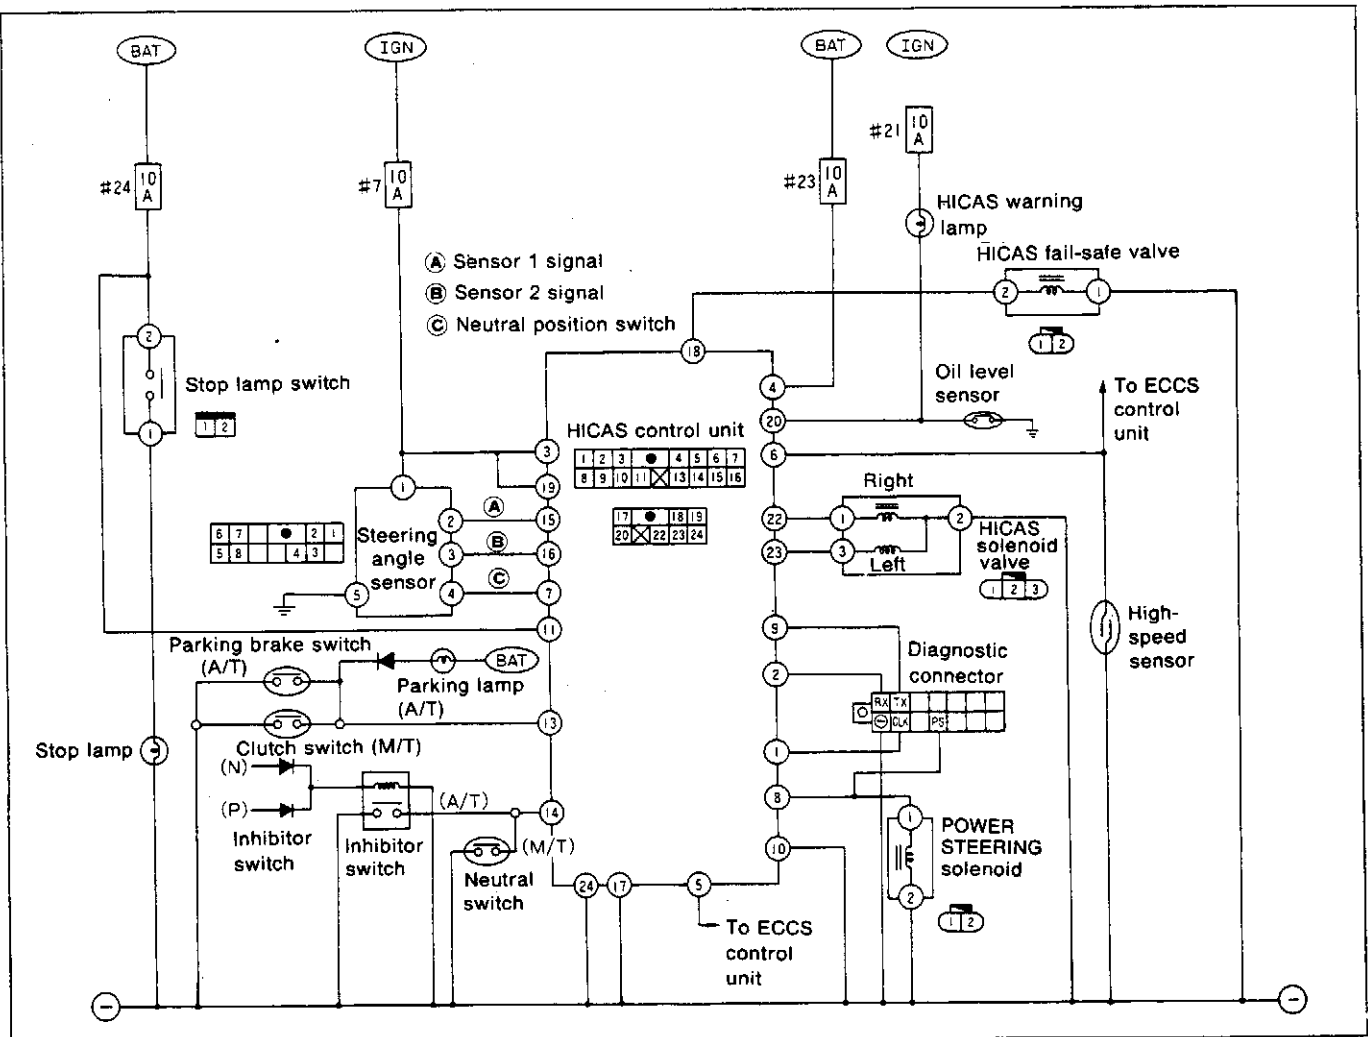 BAT
IGN
BAT
IGN
#24
10
A
#7
10
A
#23
10
A
#21
10
A
HICAS warning
lamp
HICAS fail-safe valve
2
1
1 2
Ⓐ Sensor 1 signal
Ⓑ Sensor 2 signal
Ⓒ Neutral position switch
18
2
Stop lamp switch
1
1 2
4
20
6
Oil level
sensor
To ECCS
control
unit
HICAS control unit
1 2 3 4 5 6 7
8 9 10 11 13 14 15 16
17 18 19
20 22 23 24
3
19
15
16
7
11
1
2
3
4
5
A
B
C
Steering
angle
sensor
6 7 2 1
5 8 4 3
22
23
Right
1
2
3
Left
HICAS
solenoid
valve
1 2 3
High-
speed
sensor
9
2
1
8
10
Diagnostic
connector
RX TX
⊖ CLK PS
Parking brake switch
(A/T)
BAT
Parking lamp
(A/T)
13
Clutch switch (M/T)
Stop lamp
(N)
(P)
Inhibitor
switch
Inhibitor
switch
(A/T)
14
(M/T)
Neutral
switch
24
17
5
To ECCS
control
unit
1
2
POWER
STEERING
solenoid
1 2
−
−